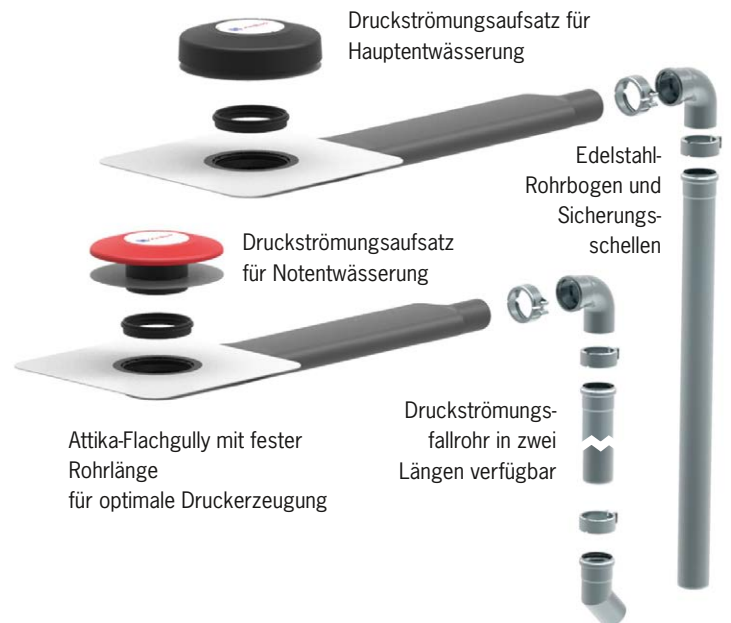 Druckströmungsaufsatz für
Hauptentwässerung
Edelstahl-
Rohrbogen und
Sicherungs-
schellen
Druckströmungsaufsatz
für Notentwässerung
Druckströmungs-
fallrohr in zwei
Längen verfügbar
Attika-Flachgully mit fester
Rohrlänge
für optimale Druckerzeugung